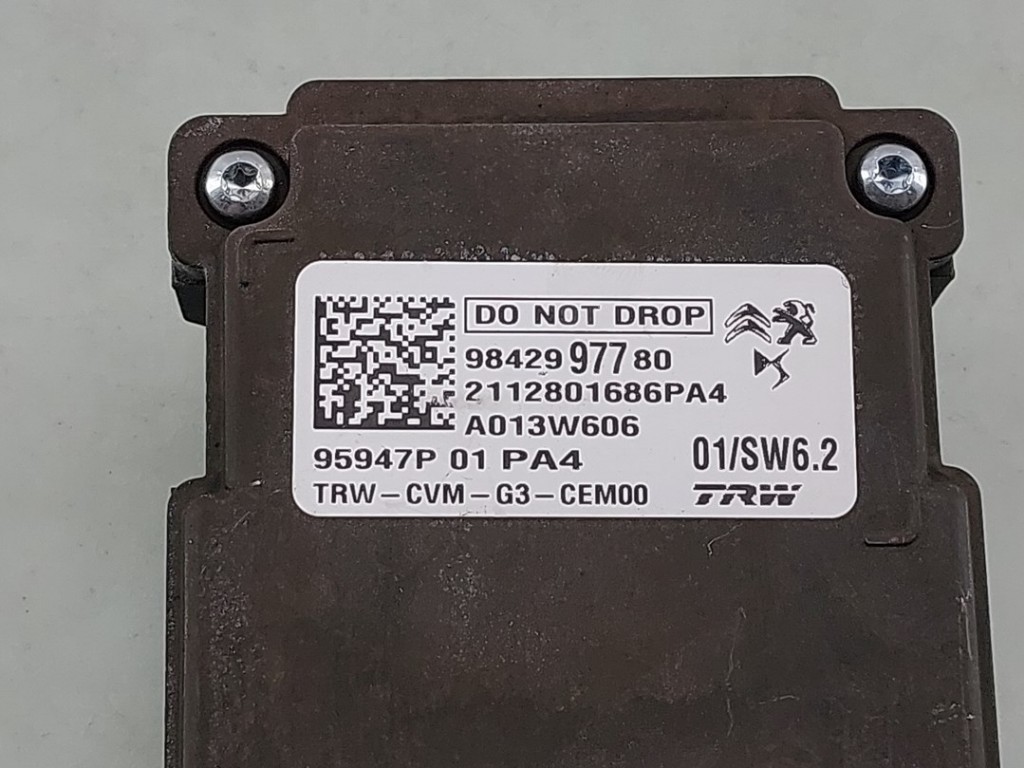 DO NOT DROP
98429 977 80
2112801686PA4
A013W606
95947P 01 PA4
01/SW6.2
TRW-CVM-G3-CEM00
TRW